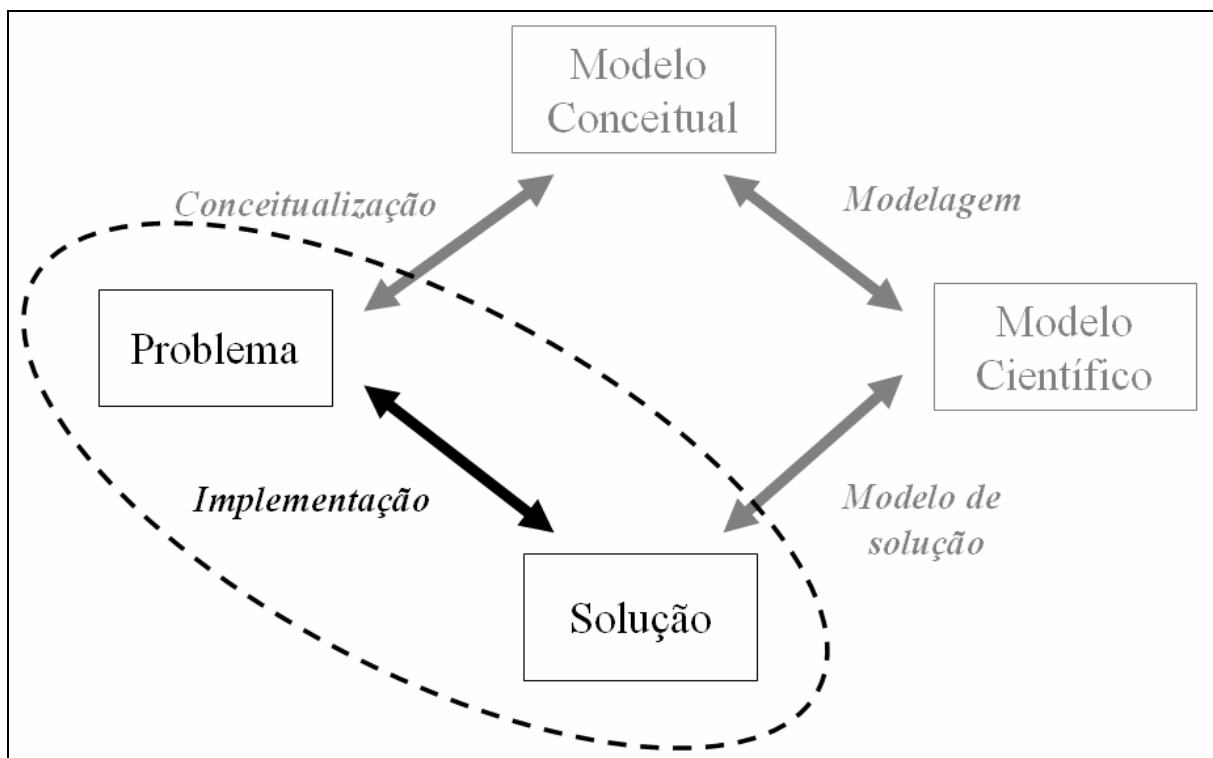 Modelo
Conceitual
Conceitualização
Modelagem
Problema
Modelo
Científico
Implementação
Modelo de
solução
Solução